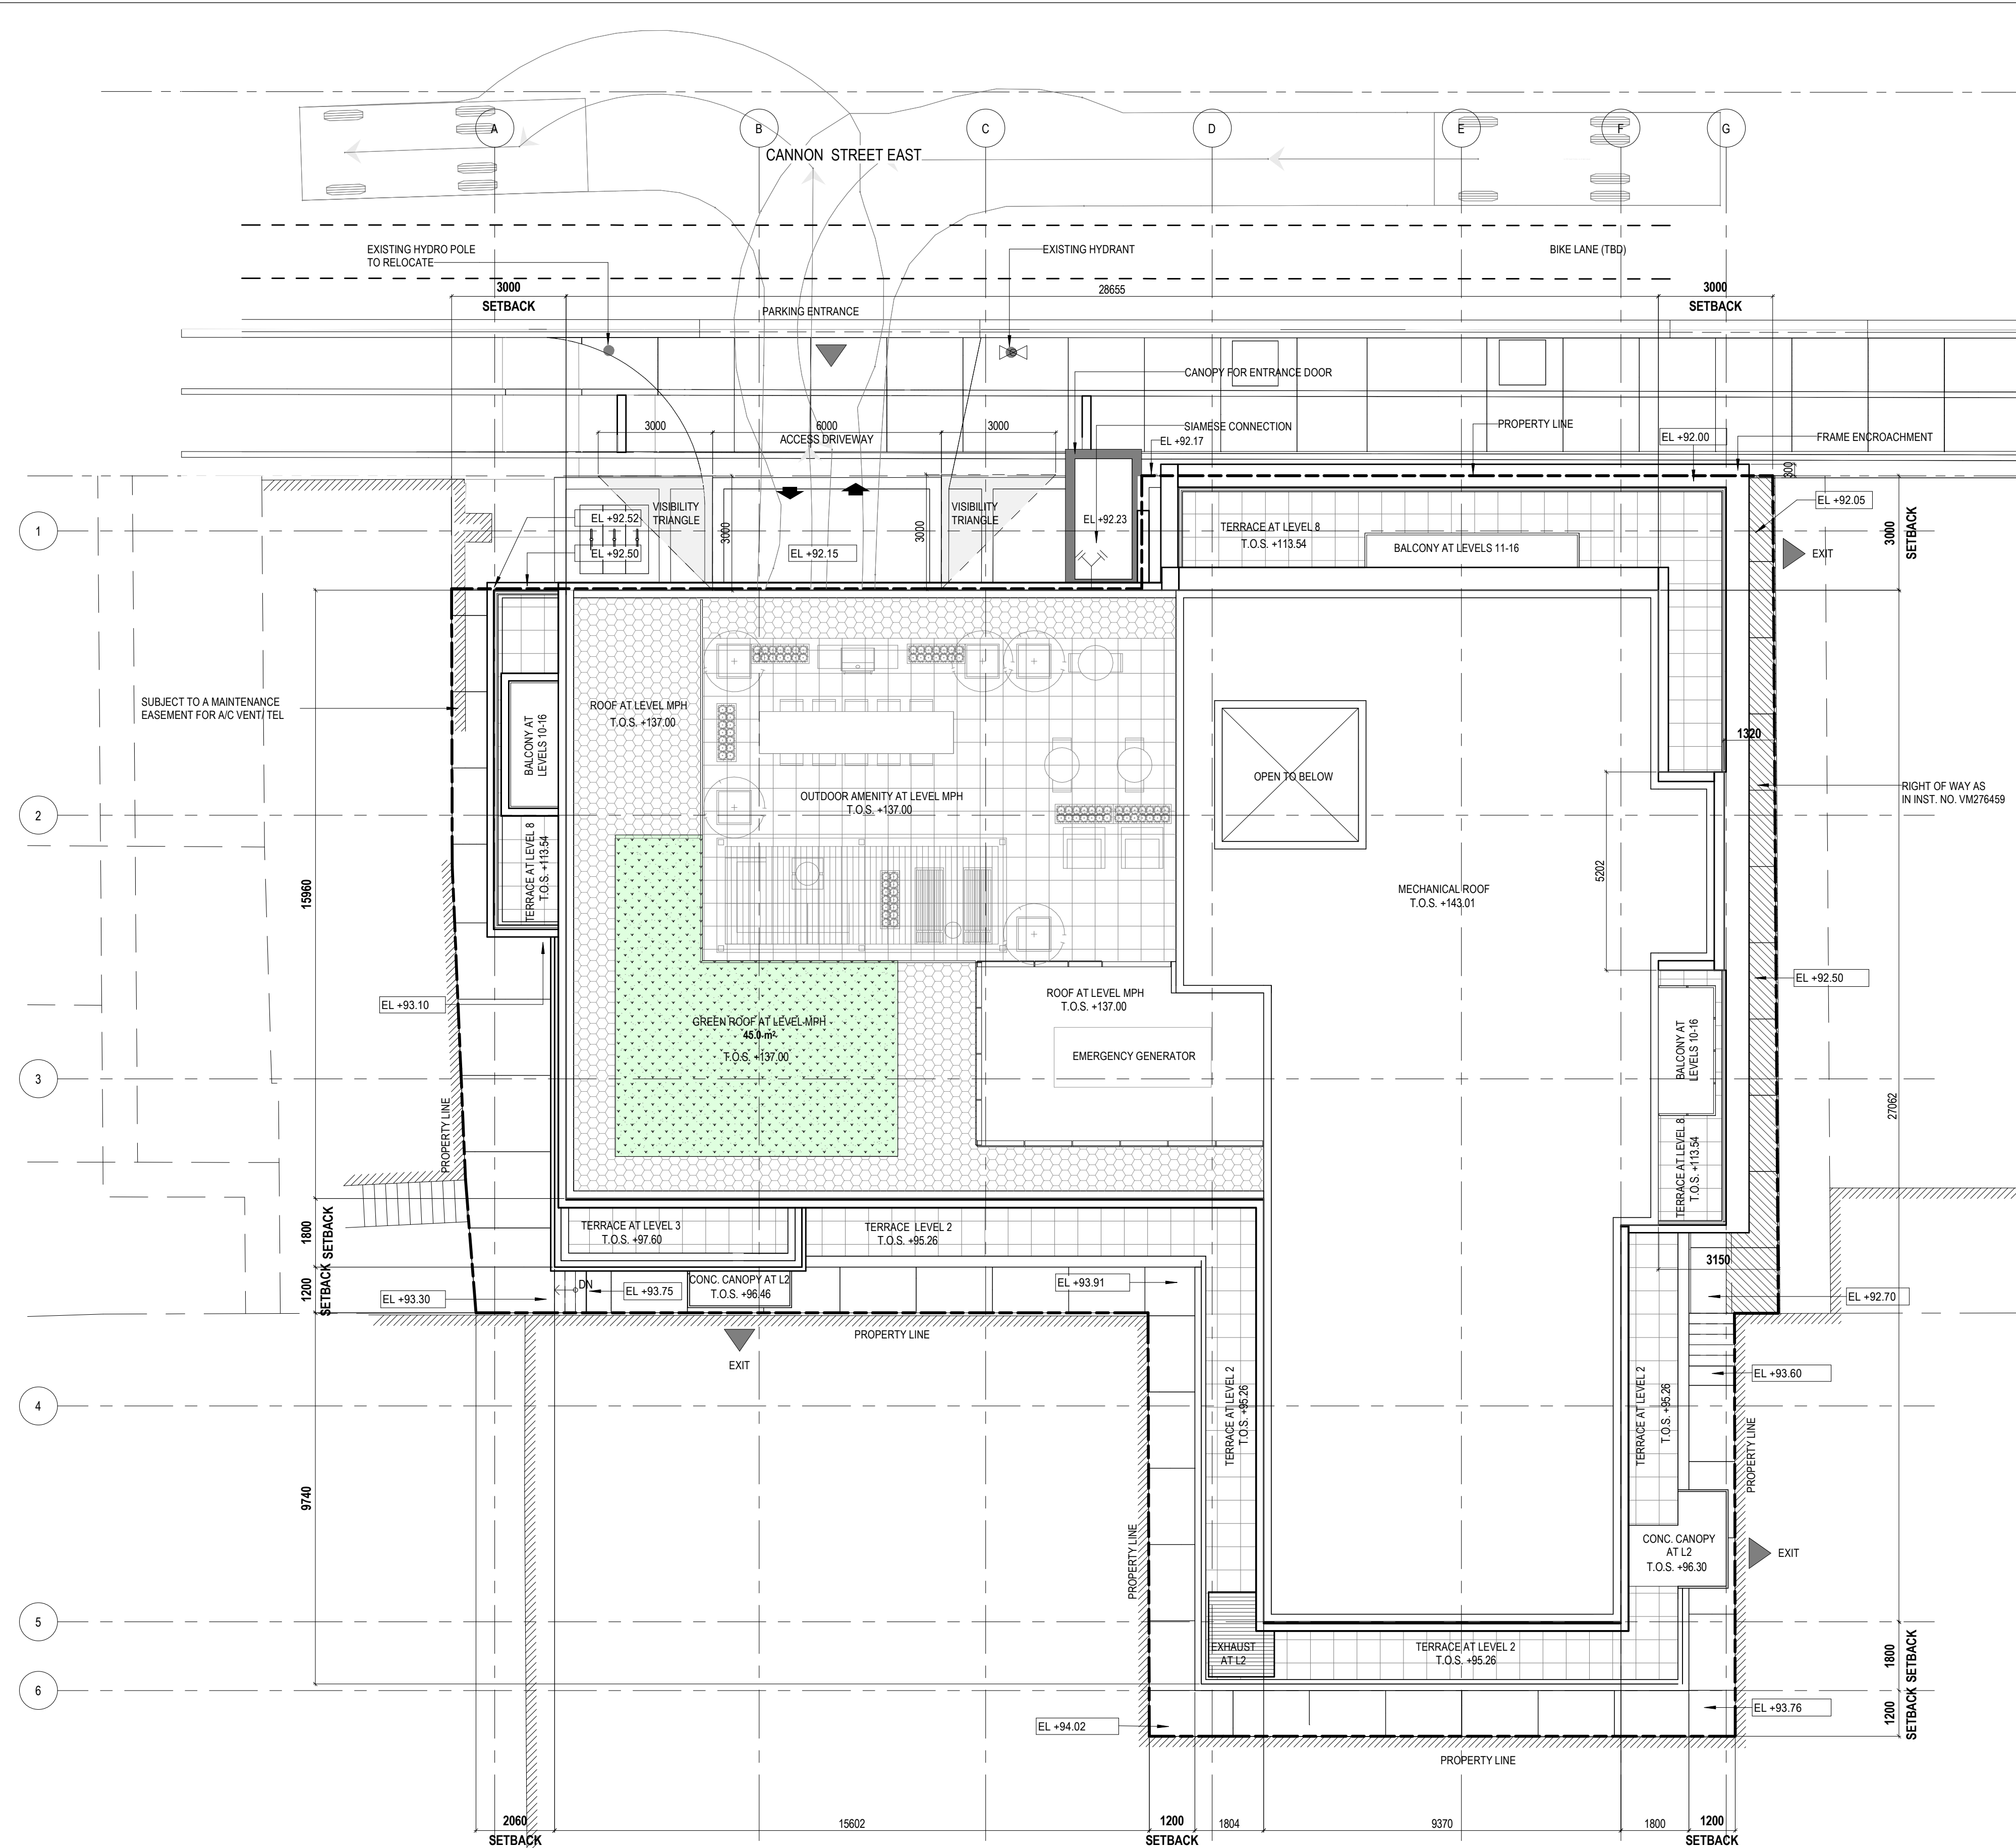 A
B
C
D
E
F
G
CANNON STREET EAST
EXISTING HYDRO POLE
TO RELOCATE
EXISTING HYDRANT
BIKE LANE (TBD)
3000
SETBACK
28655
3000
SETBACK
PARKING ENTRANCE
CANOPY FOR ENTRANCE DOOR
3000
6000
3000
ACCESS DRIVEWAY
SIAMESE CONNECTION
EL +92.17
PROPERTY LINE
EL +92.00
FRAME ENCROACHMENT
300
EL +92.05
1
VISIBILITY
TRIANGLE
EL +92.52
EL +92.50
3000
EL +92.15
3000
VISIBILITY
TRIANGLE
EL +92.23
TERRACE AT LEVEL 8
T.O.S. +113.54
BALCONY AT LEVELS 11-16
EXIT
3000
SETBACK
SUBJECT TO A MAINTENANCE
EASEMENT FOR A/C VENT/ TEL
ROOF AT LEVEL MPH
T.O.S. +137.00
BALCONY AT
LEVELS 10-16
1320
OPEN TO BELOW
RIGHT OF WAY AS
IN INST. NO. VM276459
2
OUTDOOR AMENITY AT LEVEL MPH
T.O.S. +137.00
TERRACE AT LEVEL 8
T.O.S. +113.54
15960
5202
MECHANICAL ROOF
T.O.S. +143.01
EL +93.10
EL +92.50
ROOF AT LEVEL MPH
T.O.S. +137.00
GREEN ROOF AT LEVEL MPH
45.0 m²
T.O.S. +137.00
EMERGENCY GENERATOR
BALCONY AT
LEVELS 10-16
3
PROPERTY LINE
27062
TERRACE AT LEVEL 8
T.O.S. +113.54
1800
SETBACK
TERRACE AT LEVEL 3
T.O.S. +97.60
TERRACE LEVEL 2
T.O.S. +95.26
3150
1200
SETBACK
EL +93.30
DN
EL +93.75
CONC. CANOPY AT L2
T.O.S. +96.46
EL +93.91
EL +92.70
PROPERTY LINE
EXIT
EL +93.60
4
TERRACE AT LEVEL 2
T.O.S. +95.26
TERRACE AT LEVEL 2
T.O.S. +95.26
PROPERTY LINE
9740
PROPERTY LINE
CONC. CANOPY
AT L2
T.O.S. +96.30
EXIT
5
EXHAUST
AT L2
TERRACE AT LEVEL 2
T.O.S. +95.26
1800
SETBACK
6
EL +94.02
EL +93.76
1200
SETBACK
PROPERTY LINE
2060
SETBACK
15602
1200
SETBACK
1804
9370
1800
1200
SETBACK